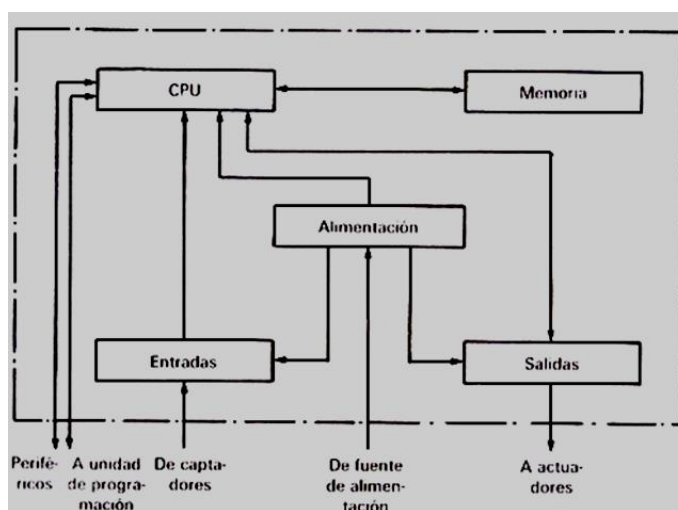 CPU
Memoria
Alimentación
Entradas
Salidas
Perifé-
ricos
A unidad
de progra-
mación
De capta-
dores
De fuente
de alimen-
tación
A actua-
dores